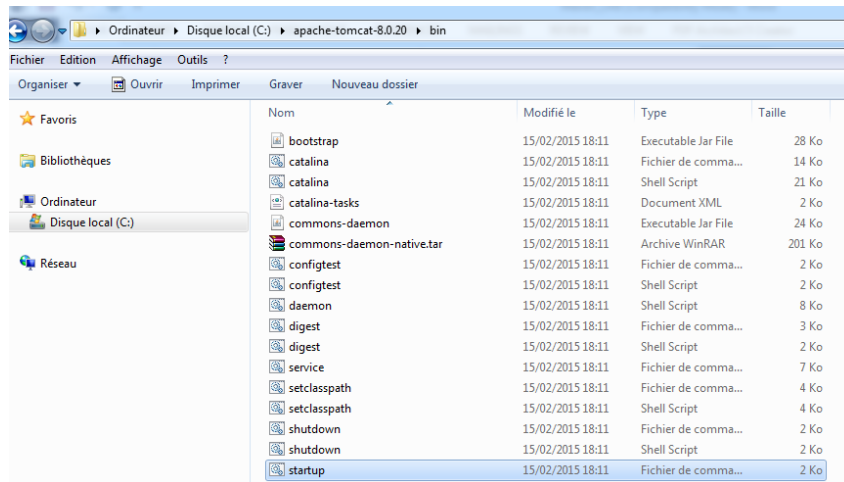 Ordinateur ▸ Disque local (C:) ▸ apache-tomcat-8.0.20 ▸ bin
Fichier Edition Affichage Outils ?
Organiser Ouvrir Imprimer Graver Nouveau dossier
Favoris
Bibliothèques
Ordinateur
Disque local (C:)
Réseau
Nom Modifié le Type Taille
bootstrap 15/02/2015 18:11 Executable Jar File 28 Ko
catalina 15/02/2015 18:11 Fichier de comma... 14 Ko
catalina 15/02/2015 18:11 Shell Script 21 Ko
catalina-tasks 15/02/2015 18:11 Document XML 2 Ko
commons-daemon 15/02/2015 18:11 Executable Jar File 24 Ko
commons-daemon-native.tar 15/02/2015 18:11 Archive WinRAR 201 Ko
configtest 15/02/2015 18:11 Fichier de comma... 2 Ko
configtest 15/02/2015 18:11 Shell Script 2 Ko
daemon 15/02/2015 18:11 Shell Script 8 Ko
digest 15/02/2015 18:11 Fichier de comma... 3 Ko
digest 15/02/2015 18:11 Shell Script 2 Ko
service 15/02/2015 18:11 Fichier de comma... 7 Ko
setclasspath 15/02/2015 18:11 Fichier de comma... 4 Ko
setclasspath 15/02/2015 18:11 Shell Script 4 Ko
shutdown 15/02/2015 18:11 Fichier de comma... 2 Ko
shutdown 15/02/2015 18:11 Shell Script 2 Ko
startup 15/02/2015 18:11 Fichier de comma... 2 Ko